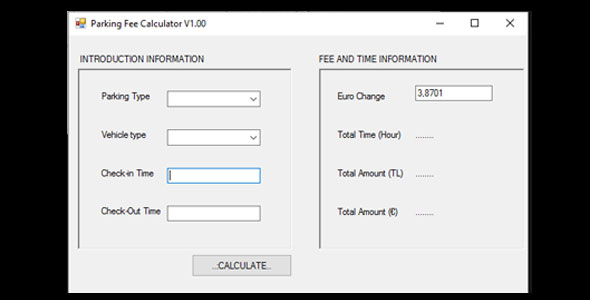 Parking Fee Calculator V1.00
INTRODUCTION INFORMATION
Parking Type
Vehicle type
Check-in Time
Check-Out Time
...CALCULATE..
FEE AND TIME INFORMATION
Euro Change 3,8701
Total Time (Hour) ........
Total Amount (TL) ........
Total Amount (€) ........